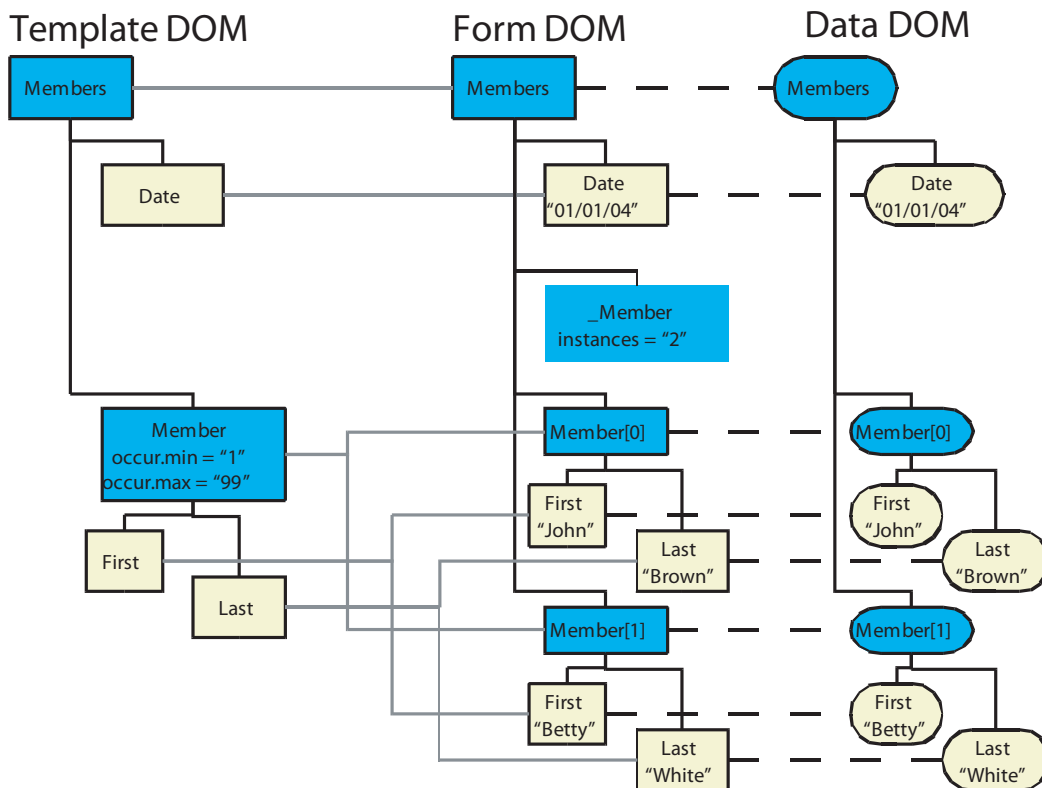 Template DOM
Form DOM
Data DOM
Members
Members
Members
Date
Date
“01/01/04”
Date
“01/01/04”
_Member
instances = “2”
Member
occur.min = “1”
occur.max = “99”
Member[0]
Member[0]
First
“John”
First
“John”
First
Last
“Brown”
Last
“Brown”
Last
Member[1]
Member[1]
First
“Betty”
First
“Betty”
Last
“White”
Last
“White”